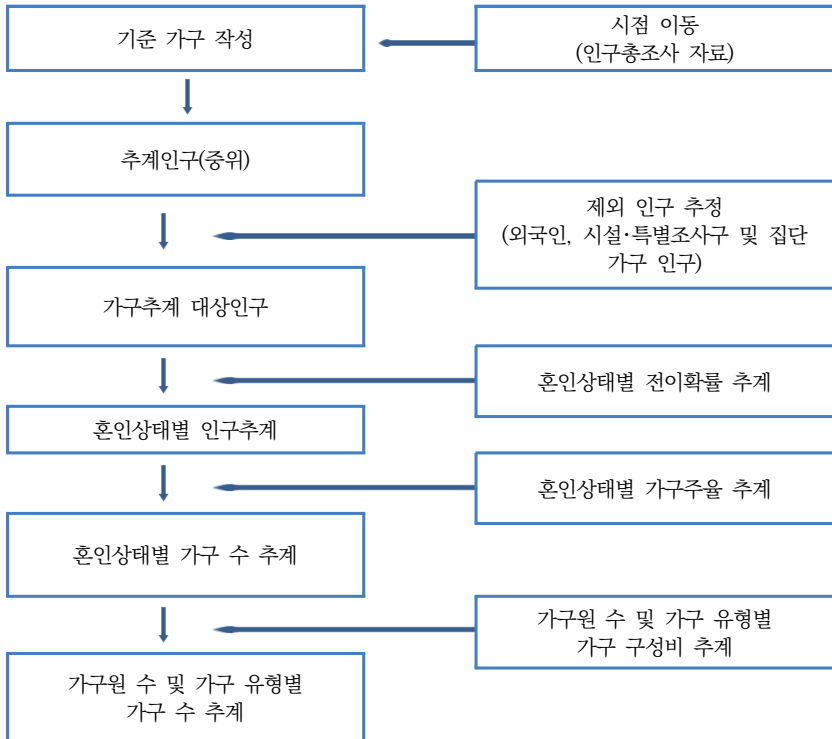 기준 가구 작성
시점 이동
(인구총조사 자료)
추계인구(중위)
제외 인구 추정
(외국인, 시설·특별조사구 및 집단
가구 인구)
가구추계 대상인구
혼인상태별 전이확률 추계
혼인상태별 인구추계
혼인상태별 가구주율 추계
혼인상태별 가구 수 추계
가구원 수 및 가구 유형별
가구 구성비 추계
가구원 수 및 가구 유형별
가구 수 추계